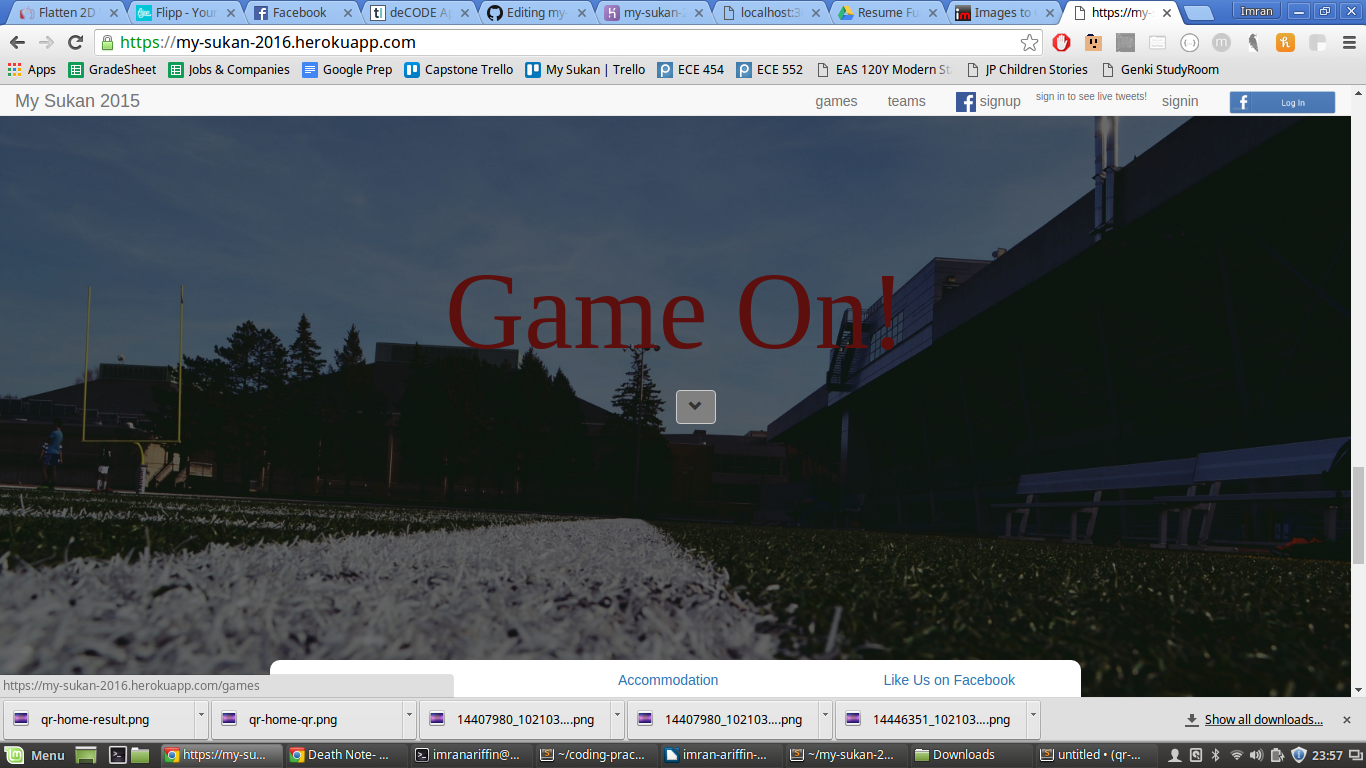 Flatten 2D
Flipp - Your
Facebook
deCODE Ap
Editing my-
my-sukan-2
localhost:3
Resume Fu
Images to
https://my-
Imran
https://my-sukan-2016.herokuapp.com
Apps
GradeSheet
Jobs & Companies
Google Prep
Capstone Trello
My Sukan | Trello
ECE 454
ECE 552
EAS 120Y Modern St
JP Children Stories
Genki StudyRoom
My Sukan 2015
games
teams
signup
sign in to see live tweets!
signin
Log In
Game On!
Accommodation
Like Us on Facebook
https://my-sukan-2016.herokuapp.com/games
qr-home-result.png
qr-home-qr.png
14407980_102103....png
14407980_102103....png
14446351_102103....png
Show all downloads...
Menu
https://my-su...
Death Note- ...
imranariffin@...
~/coding-prac...
imran-ariffin-...
~/my-sukan-2...
Downloads
untitled • (qr-...
23:57